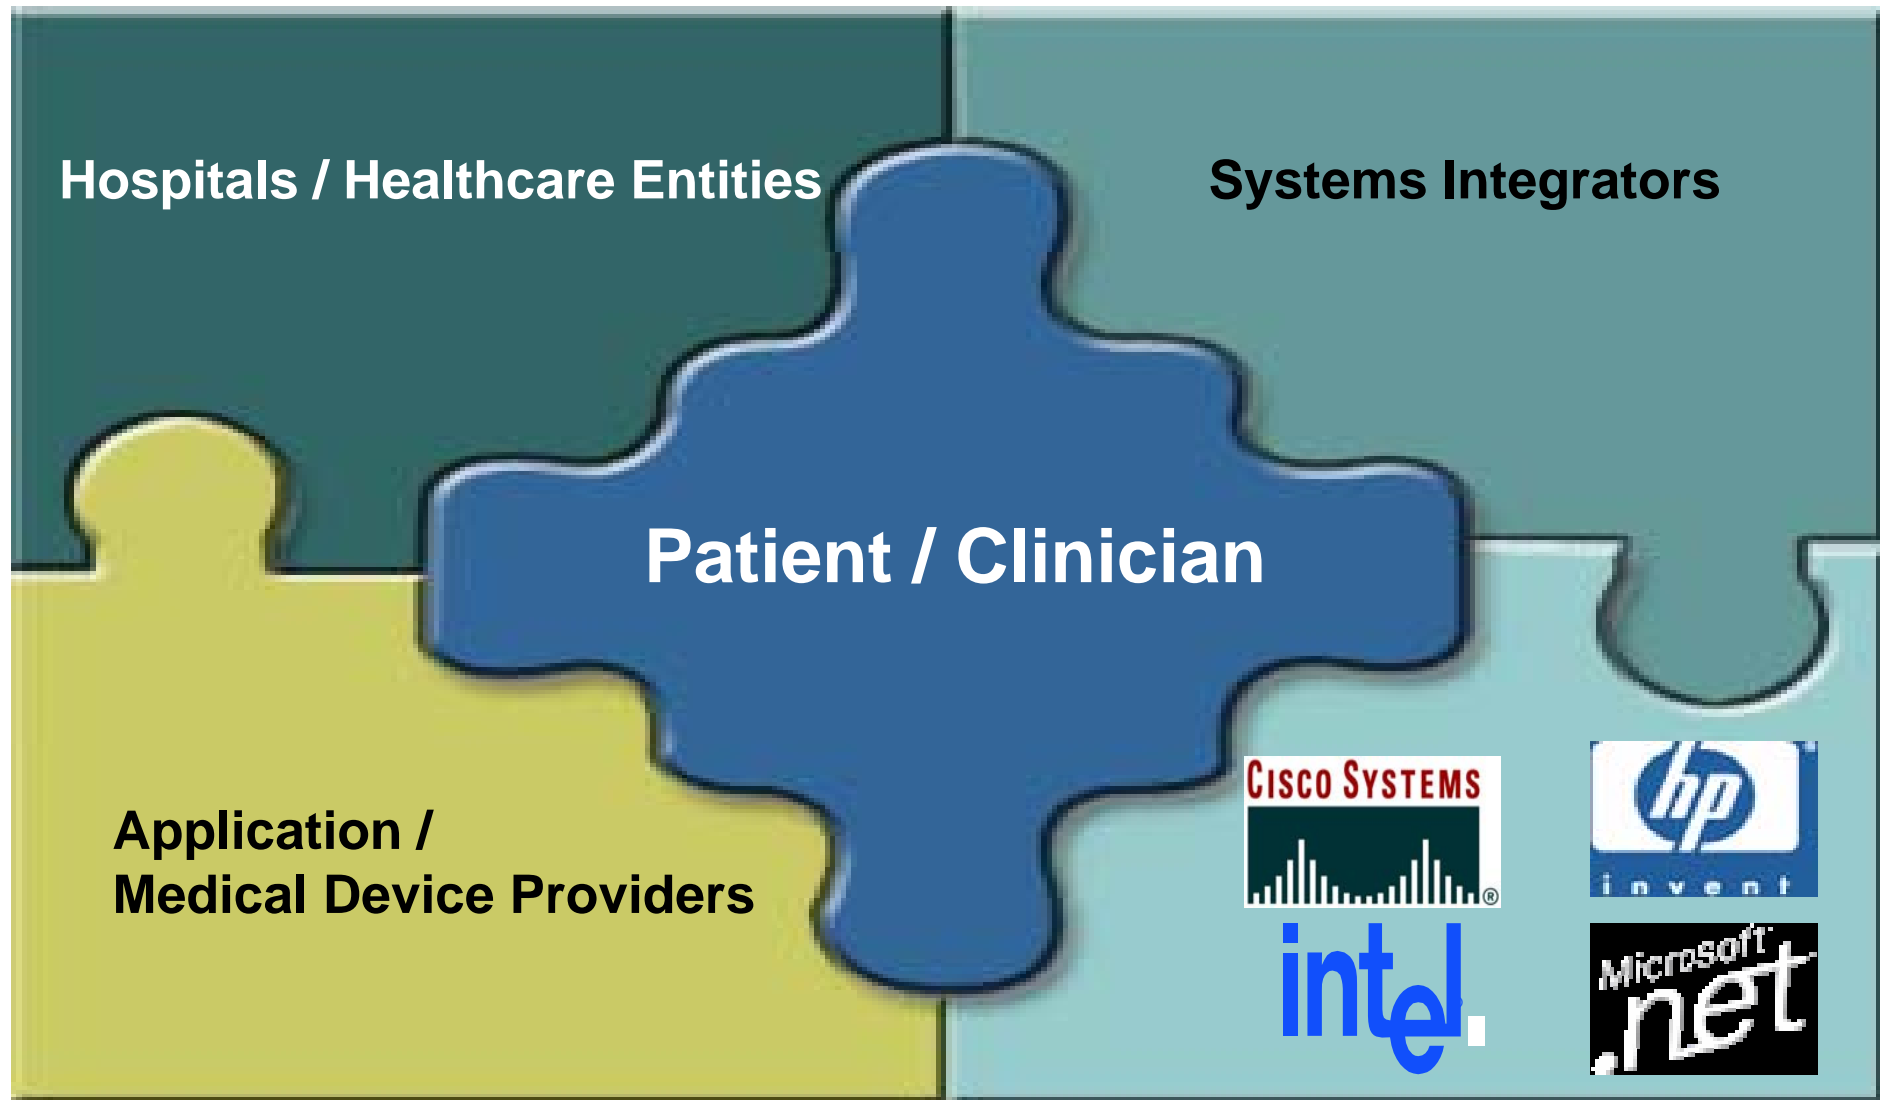 Hospitals / Healthcare Entities
Systems Integrators
Patient / Clinician
Application /
Medical Device Providers
CISCO SYSTEMS
®
hp
invent
intel.
Microsoft
.net